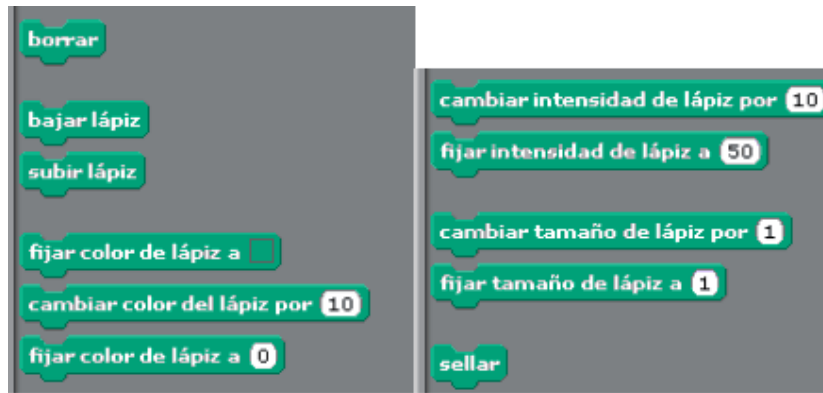 borrar
bajar lápiz
subir lápiz
fijar color de lápiz a
cambiar color del lápiz por 10
fijar color de lápiz a 0
cambiar intensidad de lápiz por 10
fijar intensidad de lápiz a 50
cambiar tamaño de lápiz por 1
fijar tamaño de lápiz a 1
sellar